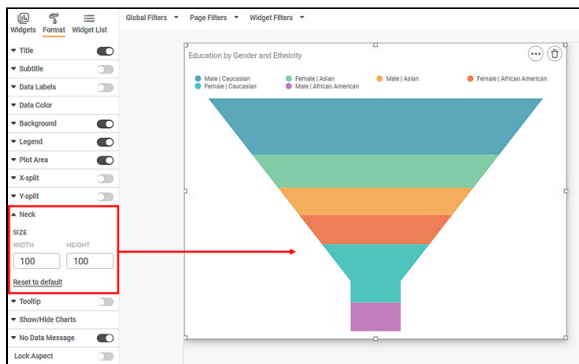 Widgets Format Widget List
Global Filters Page Filters Widget Filters
Title
Subtitle
Data Labels
Data Color
Background
Legend
Plot Area
X-split
Y-split
Neck
SIZE
WIDTH HEIGHT
100 100
Reset to default
Tooltip
Show/Hide Charts
No Data Message
Lock Aspect
Education by Gender and Ethnicity
Male | Caucasian Female | Asian Male | Asian Female | African American
Female | Caucasian Male | African American